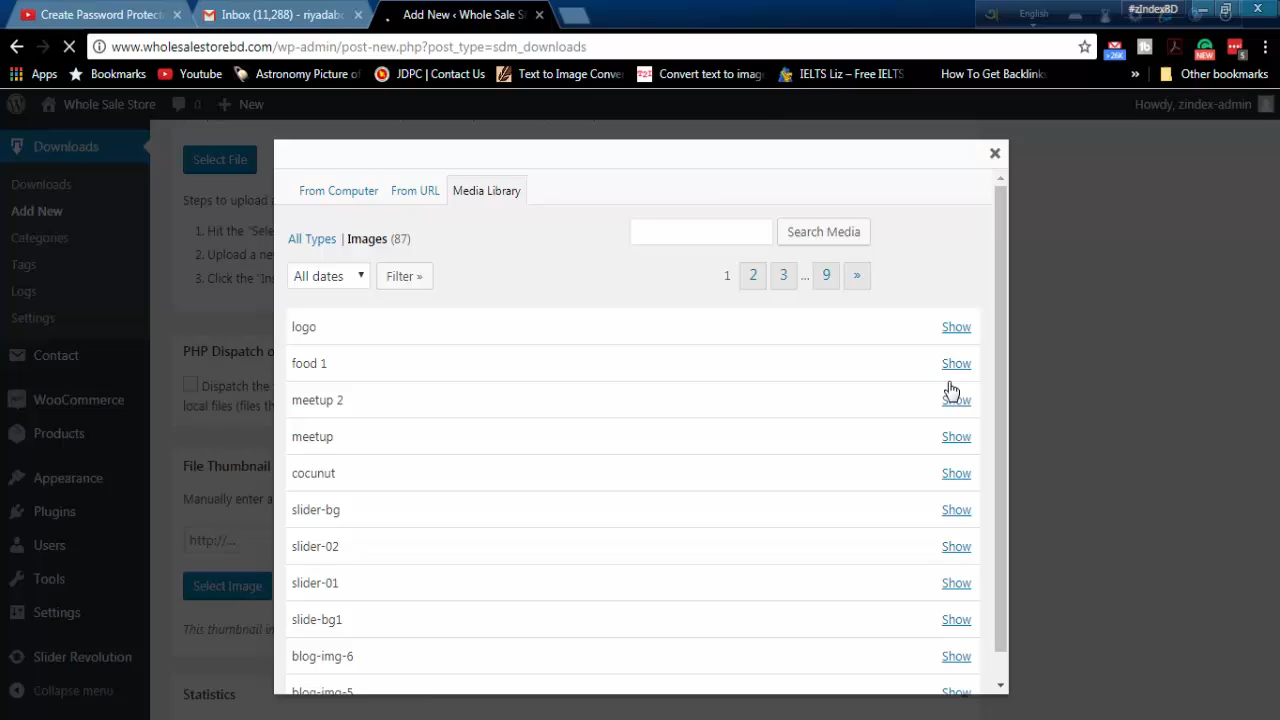 Create Password Protect
Inbox (11,288) - riyadabc
Add New ‹ Whole Sale S
#zIndexBD
English
www.wholesalestorebd.com/wp-admin/post-new.php?post_type=sdm_downloads
Apps
Bookmarks
Youtube
Astronomy Picture of
JDPC | Contact Us
Text to Image Conve
Convert text to imag
IELTS Liz – Free IELTS
How To Get Backlinks
»
Other bookmarks
Whole Sale Store
0
New
Howdy, zindex-admin
Downloads
Downloads
Add New
Categories
Tags
Logs
Settings
Contact
WooCommerce
Products
Appearance
Plugins
Users
Tools
Settings
Slider Revolution
Collapse menu
Select File
Steps to upload
1. Hit the "Sele
2. Upload a ne
3. Click the "In
PHP Dispatch o
Dispatch the
local files (files th
File Thumbnail
Manually enter a
http://...
Select Image
This thumbnail in
Statistics
From Computer
From URL
Media Library
All Types | Images (87)
Search Media
All dates
Filter »
1 2 3 ... 9 »
logo Show
food 1 Show
meetup 2 Show
meetup Show
cocunut Show
slider-bg Show
slider-02 Show
slider-01 Show
slide-bg1 Show
blog-img-6 Show
blog-img-5 Show